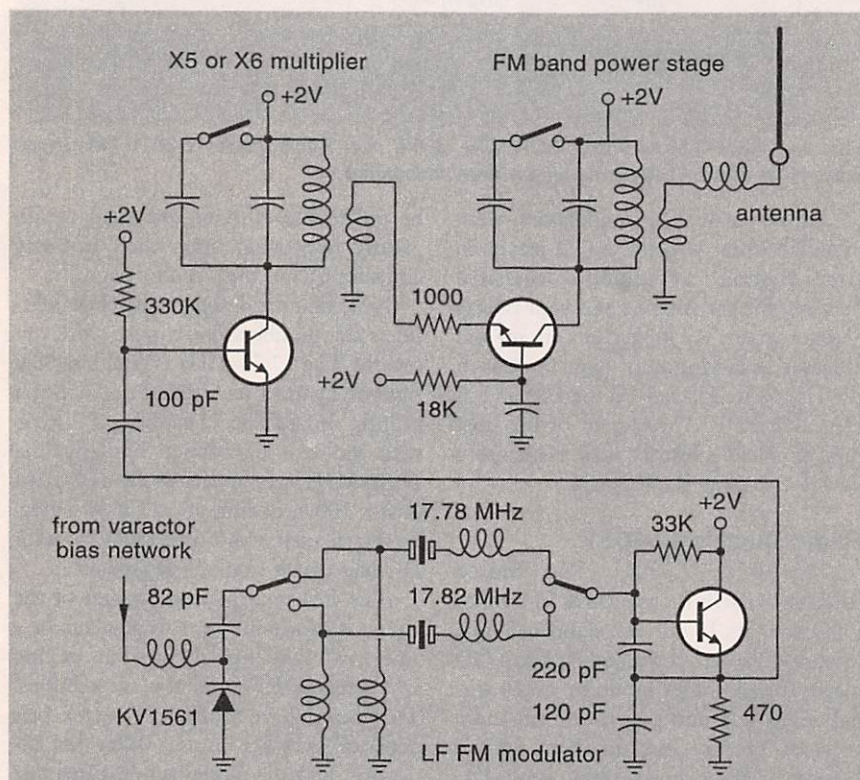 X5 or X6 multiplier
FM band power stage
+2V
+2V
antenna
+2V
330K
1000
100 pF
+2V
18K
from varactor
bias network
17.78 MHz
+2V
33K
82 pF
17.82 MHz
220 pF
KV1561
120 pF
470
LF FM modulator